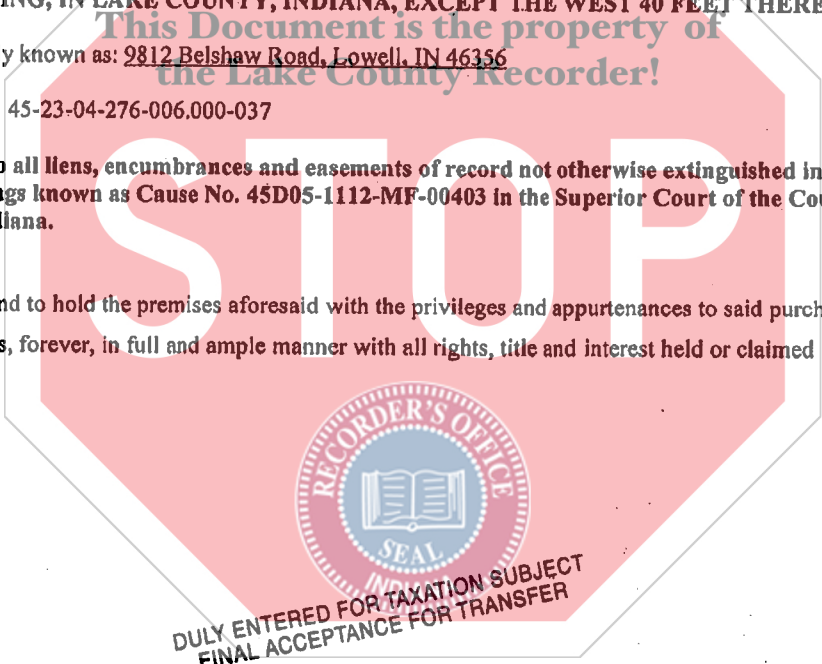 ING, IN LAKE COUNTY, INDIANA, EXCEPT THE WEST 40 FEET THERE
This Document is the property of
y known as: 9812 Belshaw Road, Lowell, IN 46356
the Lake County Recorder!
45-23-04-276-006.000-037
o all liens, encumbrances and easements of record not otherwise extinguished in
ngs known as Cause No. 45D05-1112-MF-00403 in the Superior Court of the Cou
diana.
STOP
nd to hold the premises aforesaid with the privileges and appurtenances to said purch
s, forever, in full and ample manner with all rights, title and interest held or claimed
RECORDER'S OFFICE
SEAL
INDIANA
DULY ENTERED FOR TAXATION SUBJECT
FINAL ACCEPTANCE FOR TRANSFER